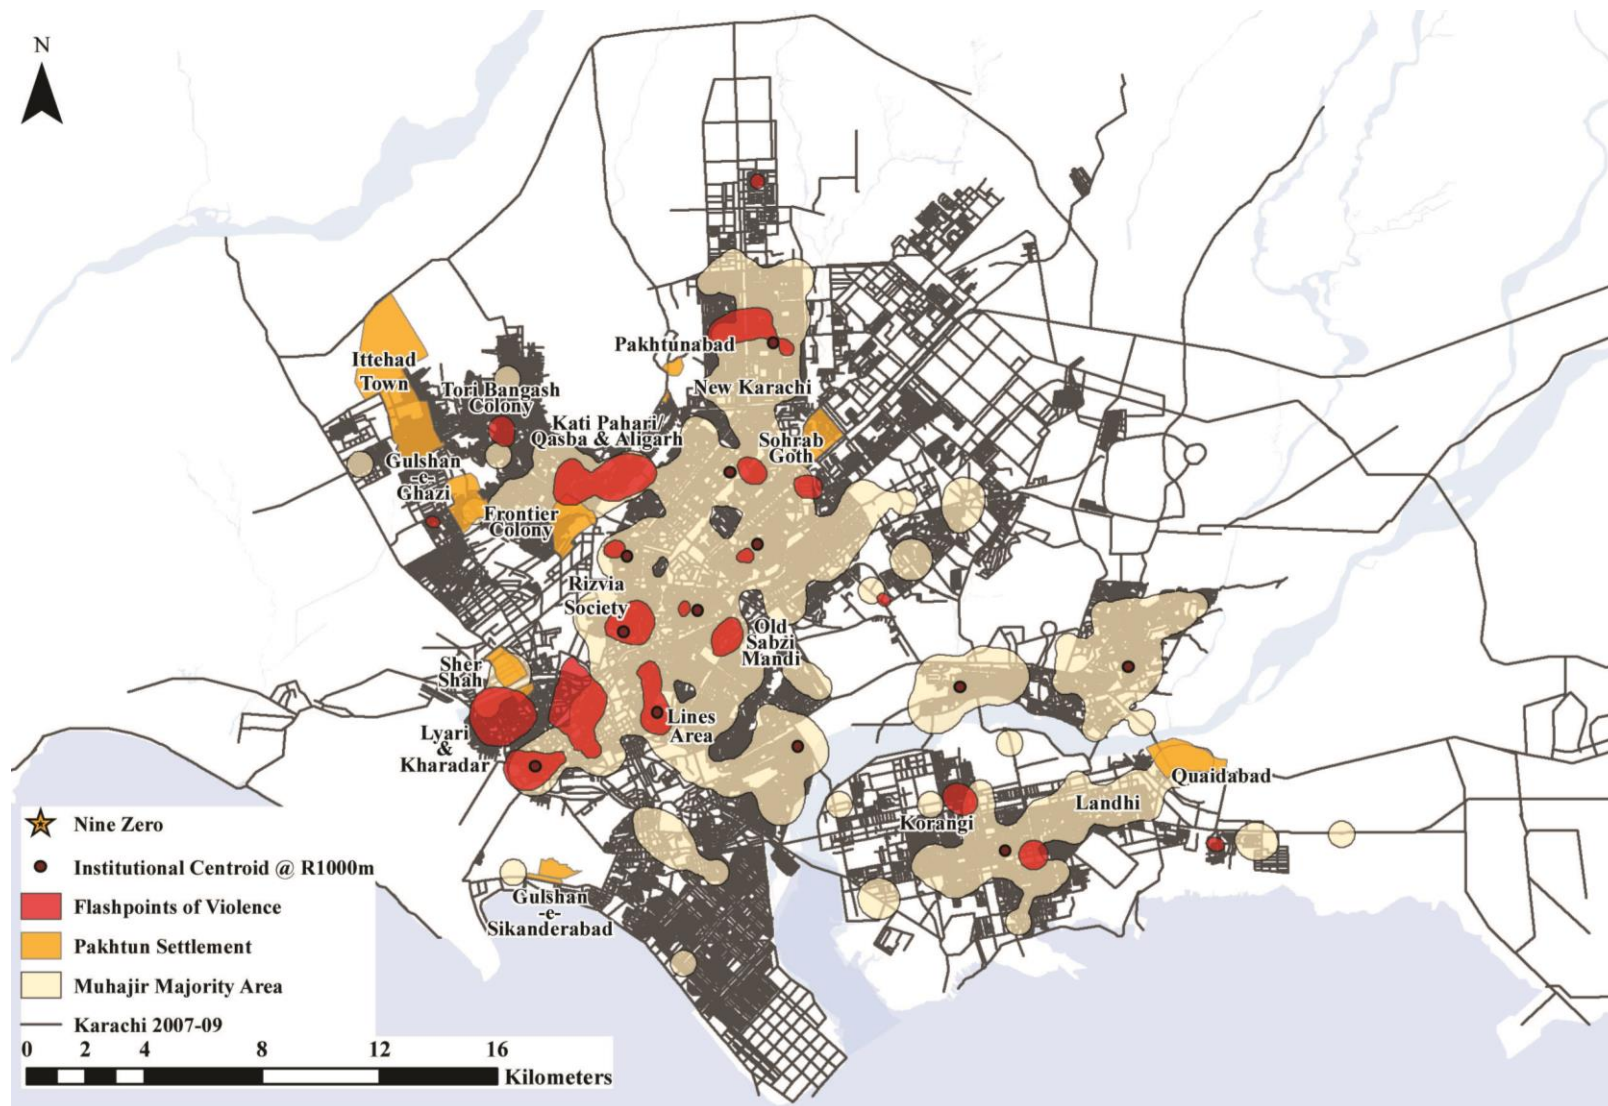 N
Pakhtunabad
Ittehad
Town
New Karachi
Tori Bangash
Colony
Kati Pahari/
Qasba & Aligarh
Sohrab
Goth
Gulshan
-e-
Ghazi
Frontier
Colony
Rizvia
Society
Old
Sabzi
Mandi
Sher
Shah
Lines
Area
Lyari
&
Kharadar
Quaidabad
Landhi
Korangi
Gulshan
-e-
Sikanderabad
Nine Zero
Institutional Centroid @ R1000m
Flashpoints of Violence
Pakhtun Settlement
Muhajir Majority Area
Karachi 2007-09
0 2 4 8 12 16
Kilometers